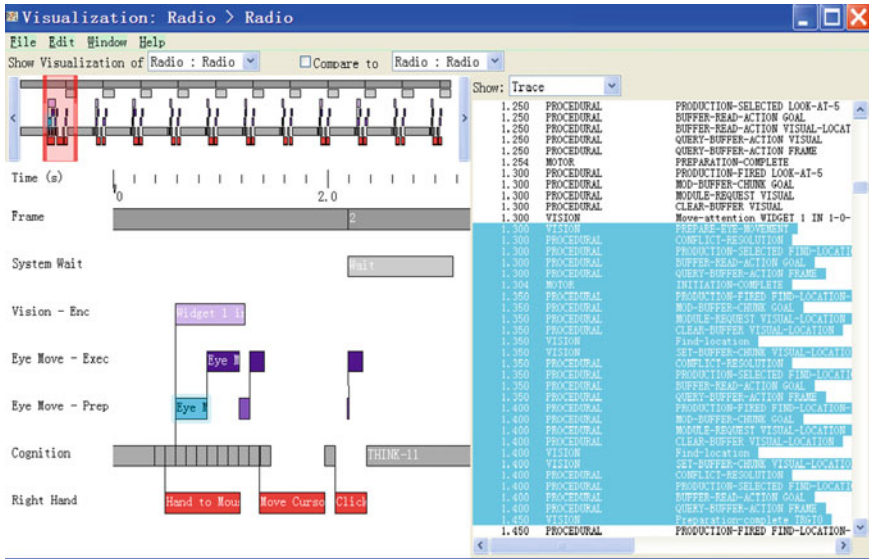 Visualization: Radio > Radio
File Edit Window Help
Show Visualization of Radio : Radio Compare to Radio : Radio
Show: Trace
Time (s)
0 2.0
Frame 2
System Wait Wait
Vision - Enc Widget 1 i
Eye Move - Exec Eye M
Eye Move - Prep Eye M
Cognition THINK-11
Right Hand Hand to Mou Move Curso Click
1.250 PROCEDURAL PRODUCTION-SELECTED LOOK-AT-5
1.250 PROCEDURAL BUFFER-READ-ACTION GOAL
1.250 PROCEDURAL BUFFER-READ-ACTION VISUAL-LOCAT
1.250 PROCEDURAL QUERY-BUFFER-ACTION VISUAL
1.250 PROCEDURAL QUERY-BUFFER-ACTION FRAME
1.254 MOTOR PREPARATION-COMPLETE
1.300 PROCEDURAL PRODUCTION-FIRED LOOK-AT-5
1.300 PROCEDURAL MOD-BUFFER-CHUNK GOAL
1.300 PROCEDURAL MODULE-REQUEST VISUAL
1.300 PROCEDURAL CLEAR-BUFFER VISUAL
1.300 VISION Move-attention WIDGET 1 IN 1-0-
1.300 VISION PREPARE-EYE-MOVEMENT
1.300 PROCEDURAL CONFLICT-RESOLUTION
1.300 PROCEDURAL PRODUCTION-SELECTED FIND-LOCATI
1.300 PROCEDURAL BUFFER-READ-ACTION GOAL
1.300 PROCEDURAL QUERY-BUFFER-ACTION FRAME
1.304 MOTOR INITIATION-COMPLETE
1.350 PROCEDURAL PRODUCTION-FIRED FIND-LOCATION-
1.350 PROCEDURAL MOD-BUFFER-CHUNK GOAL
1.350 PROCEDURAL MODULE-REQUEST VISUAL-LOCATION
1.350 PROCEDURAL CLEAR-BUFFER VISUAL-LOCATION
1.350 VISION Find-location
1.350 VISION SET-BUFFER-CHUNK VISUAL-LOCATIO
1.350 PROCEDURAL CONFLICT-RESOLUTION
1.350 PROCEDURAL PRODUCTION-SELECTED FIND-LOCATI
1.350 PROCEDURAL BUFFER-READ-ACTION GOAL
1.350 PROCEDURAL QUERY-BUFFER-ACTION FRAME
1.400 PROCEDURAL PRODUCTION-FIRED FIND-LOCATION-
1.400 PROCEDURAL MOD-BUFFER-CHUNK GOAL
1.400 PROCEDURAL MODULE-REQUEST VISUAL-LOCATION
1.400 PROCEDURAL CLEAR-BUFFER VISUAL-LOCATION
1.400 VISION Find-location
1.400 VISION SET-BUFFER-CHUNK VISUAL-LOCATIO
1.400 PROCEDURAL CONFLICT-RESOLUTION
1.400 PROCEDURAL PRODUCTION-SELECTED FIND-LOCATI
1.400 PROCEDURAL BUFFER-READ-ACTION GOAL
1.400 PROCEDURAL QUERY-BUFFER-ACTION FRAME
1.450 VISION Preparation-complete TRGT0
1.450 PROCEDURAL PRODUCTION-FIRED FIND-LOCATION-